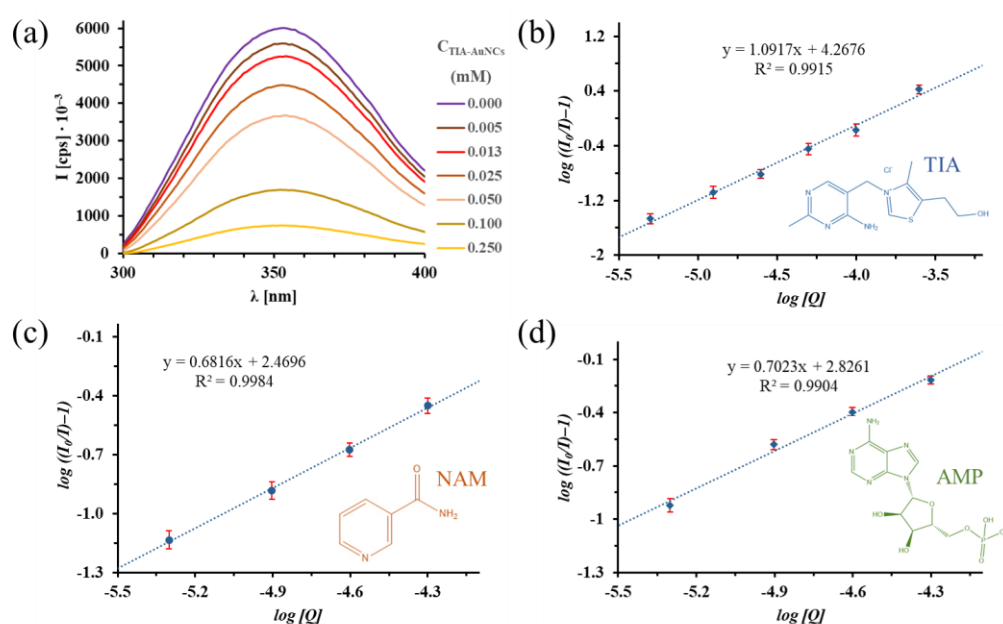 (a)
I [cps] · 10⁻³
6000
5000
4000
3000
2000
1000
0
300
350
400
λ [nm]
C_TIA-AuNCs
(mM)
0.000
0.005
0.013
0.025
0.050
0.100
0.250
(b)
log ((I₀/I)−1)
1.2
0.4
-0.4
-1.2
-2
-5.5
-5.0
-4.5
-4.0
-3.5
log [Q]
y = 1.0917x + 4.2676
R² = 0.9915
TIA
Cl⁻
CH₃
N
N
NH₂
N
S
OH
(c)
log ((I₀/I)−1)
-0.1
-0.4
-0.7
-1.0
-1.3
-5.5
-5.2
-4.9
-4.6
-4.3
log [Q]
y = 0.6816x + 2.4696
R² = 0.9984
NAM
O
NH₂
N
(d)
log ((I₀/I)−1)
-0.1
-0.4
-0.7
-1
-1.3
-5.5
-5.2
-4.9
-4.6
-4.3
log [Q]
y = 0.7023x + 2.8261
R² = 0.9904
AMP
NH₂
N
N
N
N
O
HO
HO
O
OH
P
O